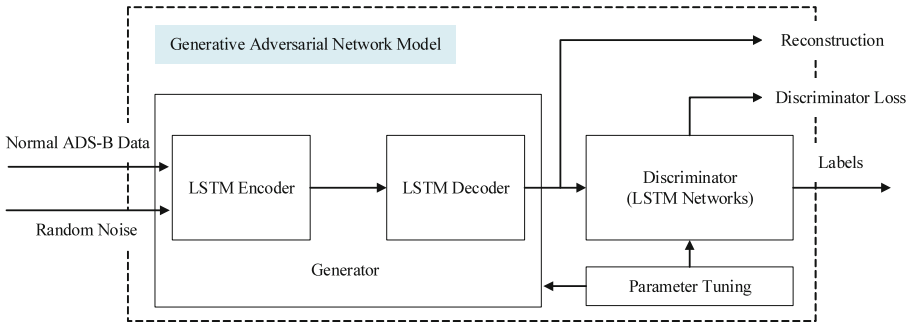 Generative Adversarial Network Model
Reconstruction
Discriminator Loss
Normal ADS-B Data
LSTM Encoder
LSTM Decoder
Discriminator
(LSTM Networks)
Labels
Random Noise
Generator
Parameter Tuning